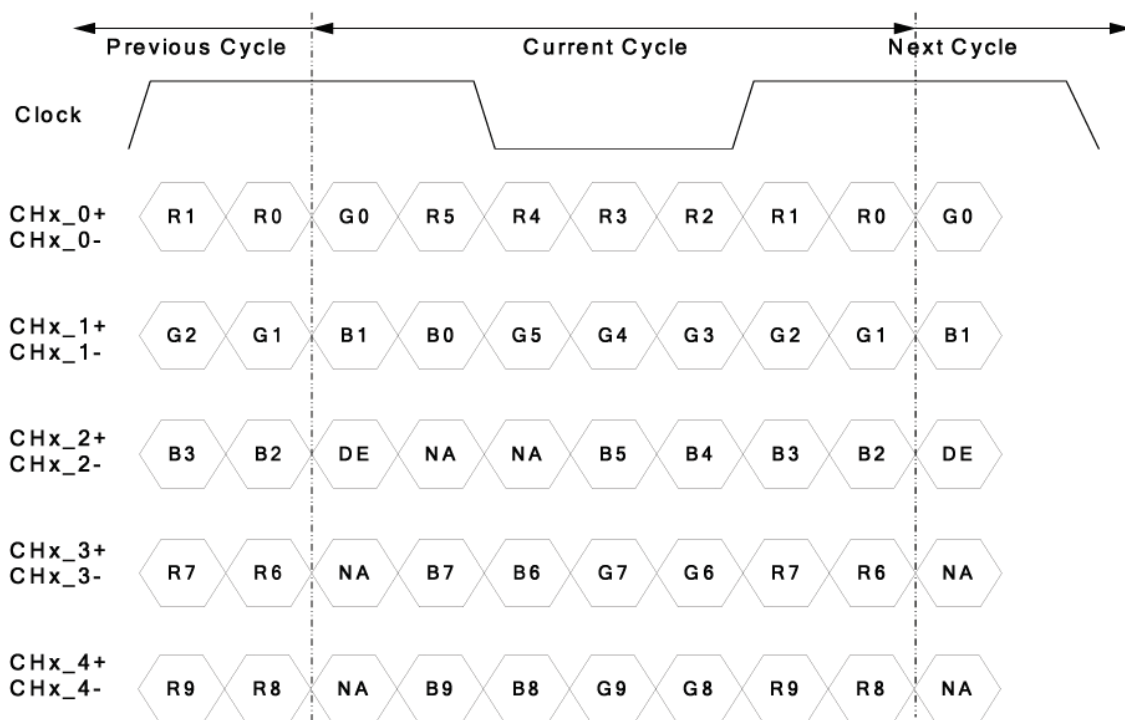 Previous Cycle Current Cycle Next Cycle
Clock
CHx_0+ R1 R0 G0 R5 R4 R3 R2 R1 R0 G0
CHx_0-
CHx_1+ G2 G1 B1 B0 G5 G4 G3 G2 G1 B1
CHx_1-
CHx_2+ B3 B2 DE NA NA B5 B4 B3 B2 DE
CHx_2-
CHx_3+ R7 R6 NA B7 B6 G7 G6 R7 R6 NA
CHx_3-
CHx_4+ R9 R8 NA B9 B8 G9 G8 R9 R8 NA
CHx_4-